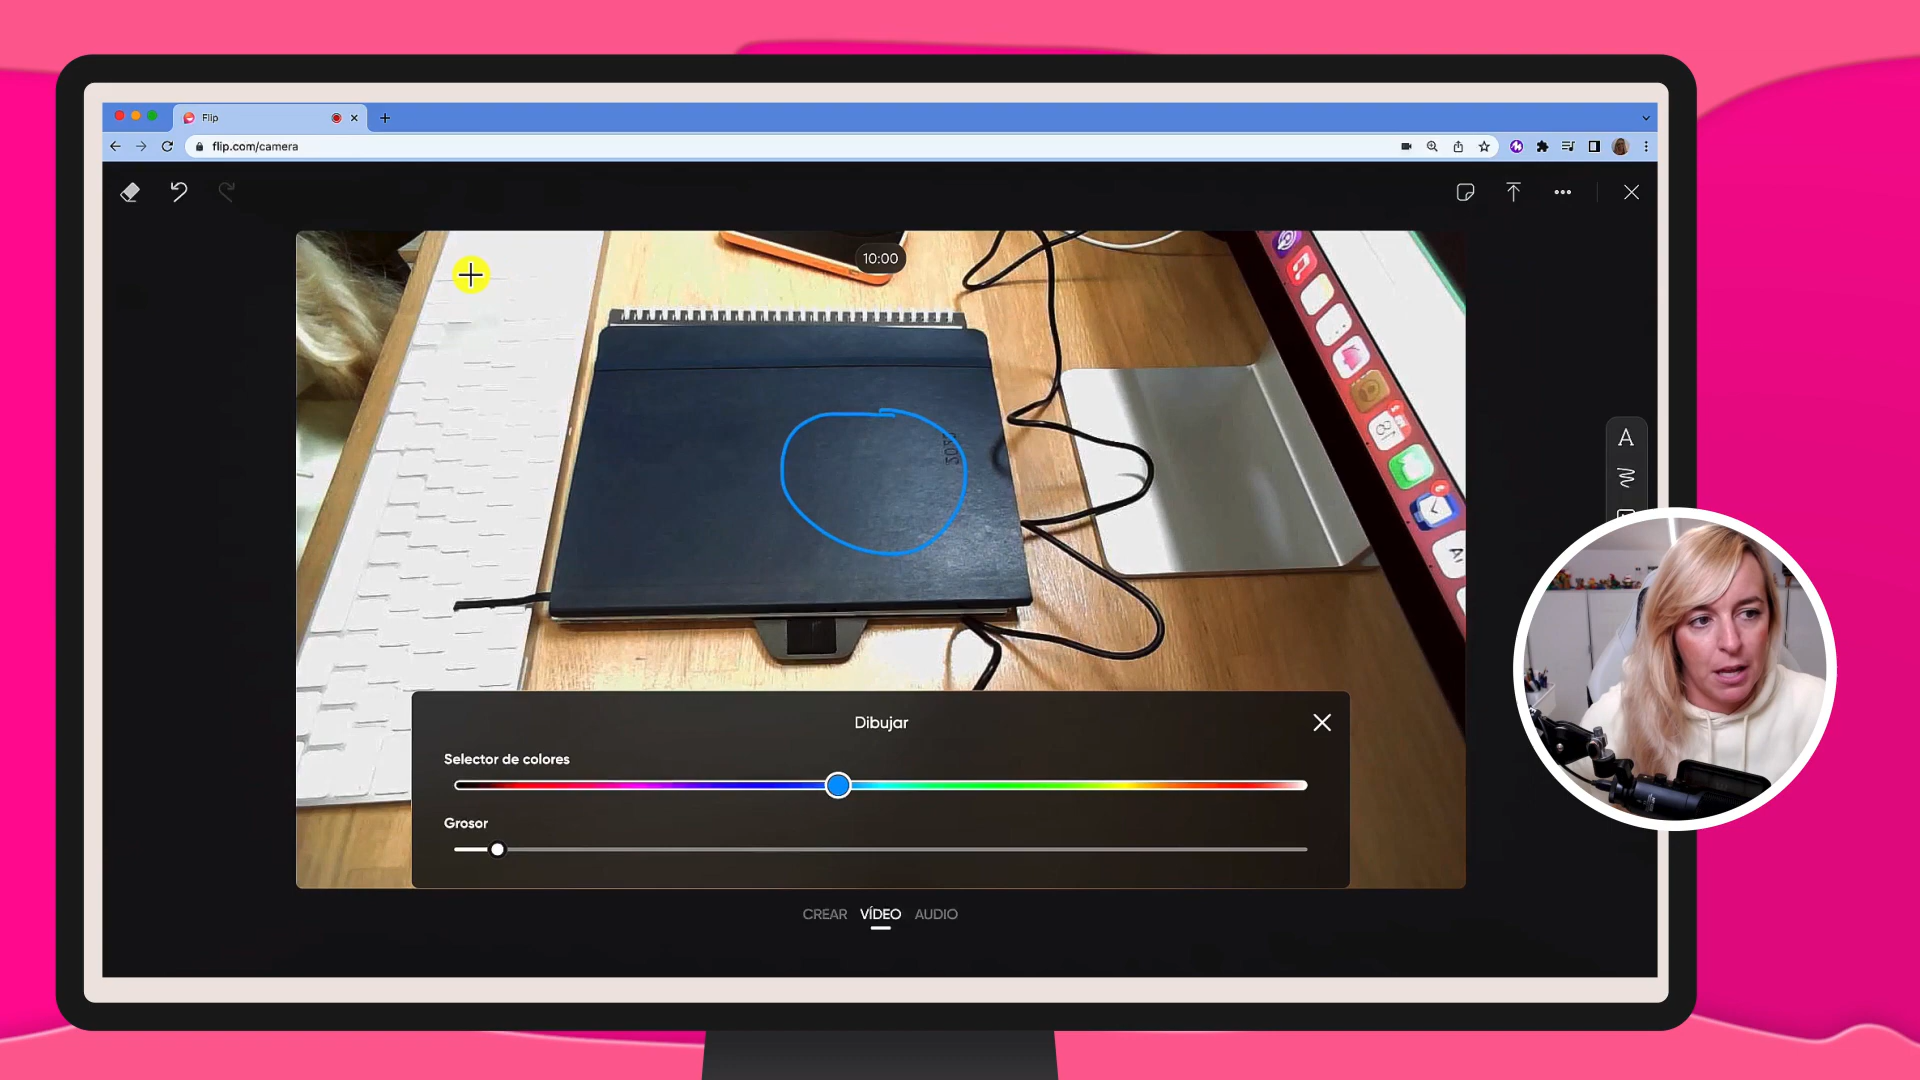 Flip
flip.com/camera
10:00
A
Dibujar
Selector de colores
Grosor
CREAR VÍDEO AUDIO